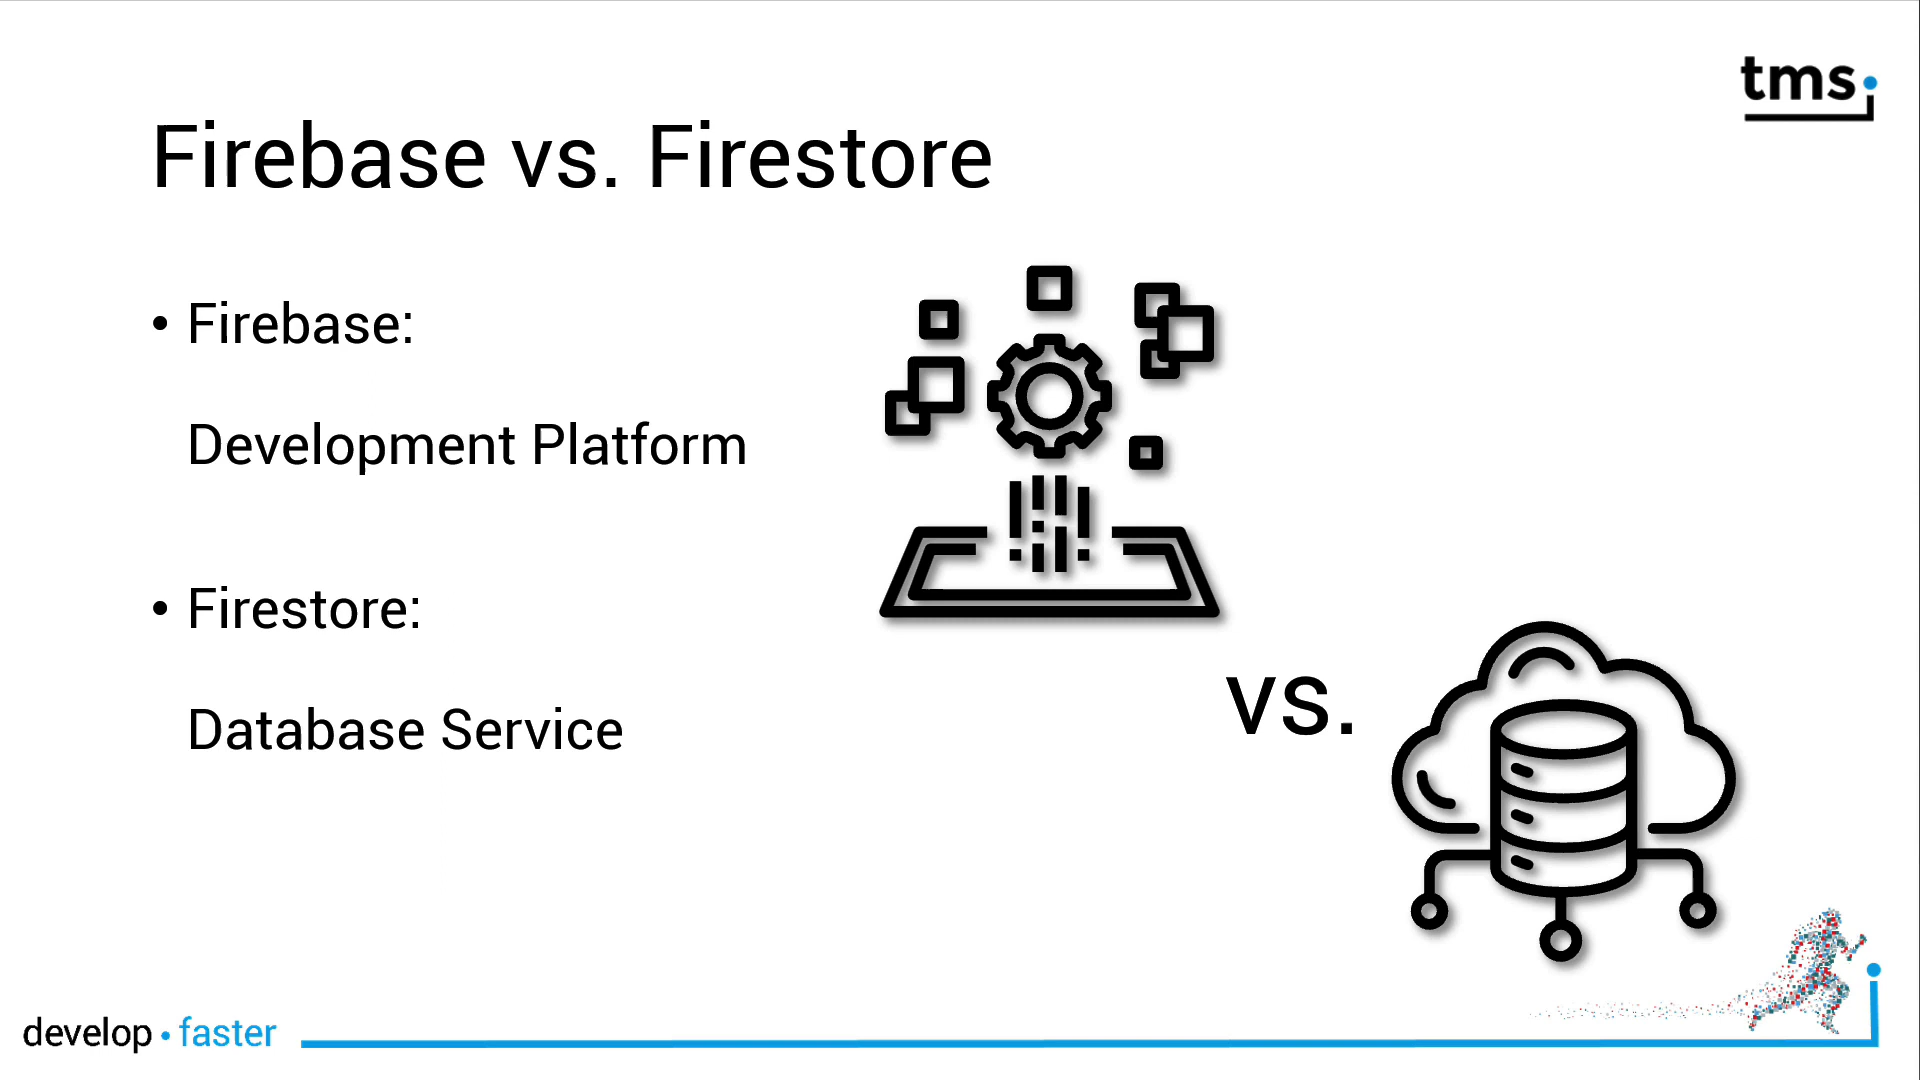 tms
Firebase vs. Firestore
• Firebase:
Development Platform
• Firestore:
Database Service
vs.
develop • faster